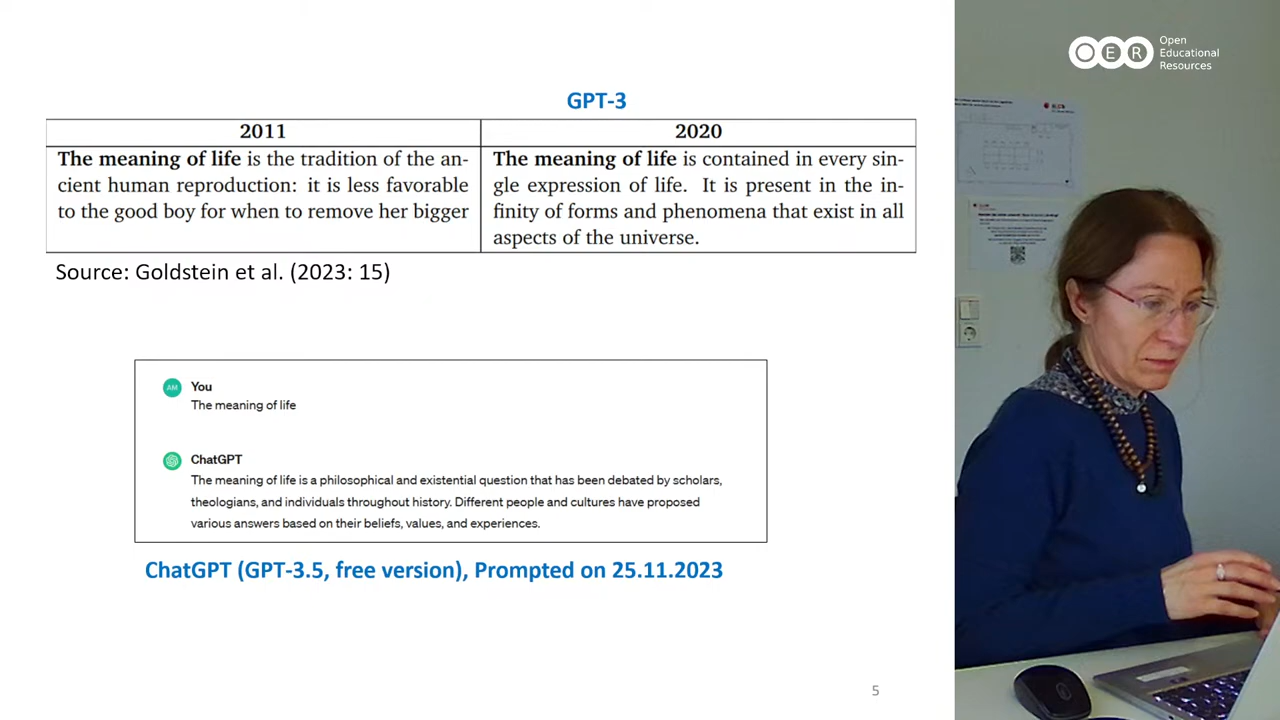 OER
Open
Educational
Resources
GPT-3
2011
2020
The meaning of life is the tradition of the an-
cient human reproduction: it is less favorable
to the good boy for when to remove her bigger
The meaning of life is contained in every sin-
gle expression of life. It is present in the in-
finity of forms and phenomena that exist in all
aspects of the universe.
Source: Goldstein et al. (2023: 15)
AM
You
The meaning of life
ChatGPT
The meaning of life is a philosophical and existential question that has been debated by scholars,
theologians, and individuals throughout history. Different people and cultures have proposed
various answers based on their beliefs, values, and experiences.
ChatGPT (GPT-3.5, free version), Prompted on 25.11.2023
5